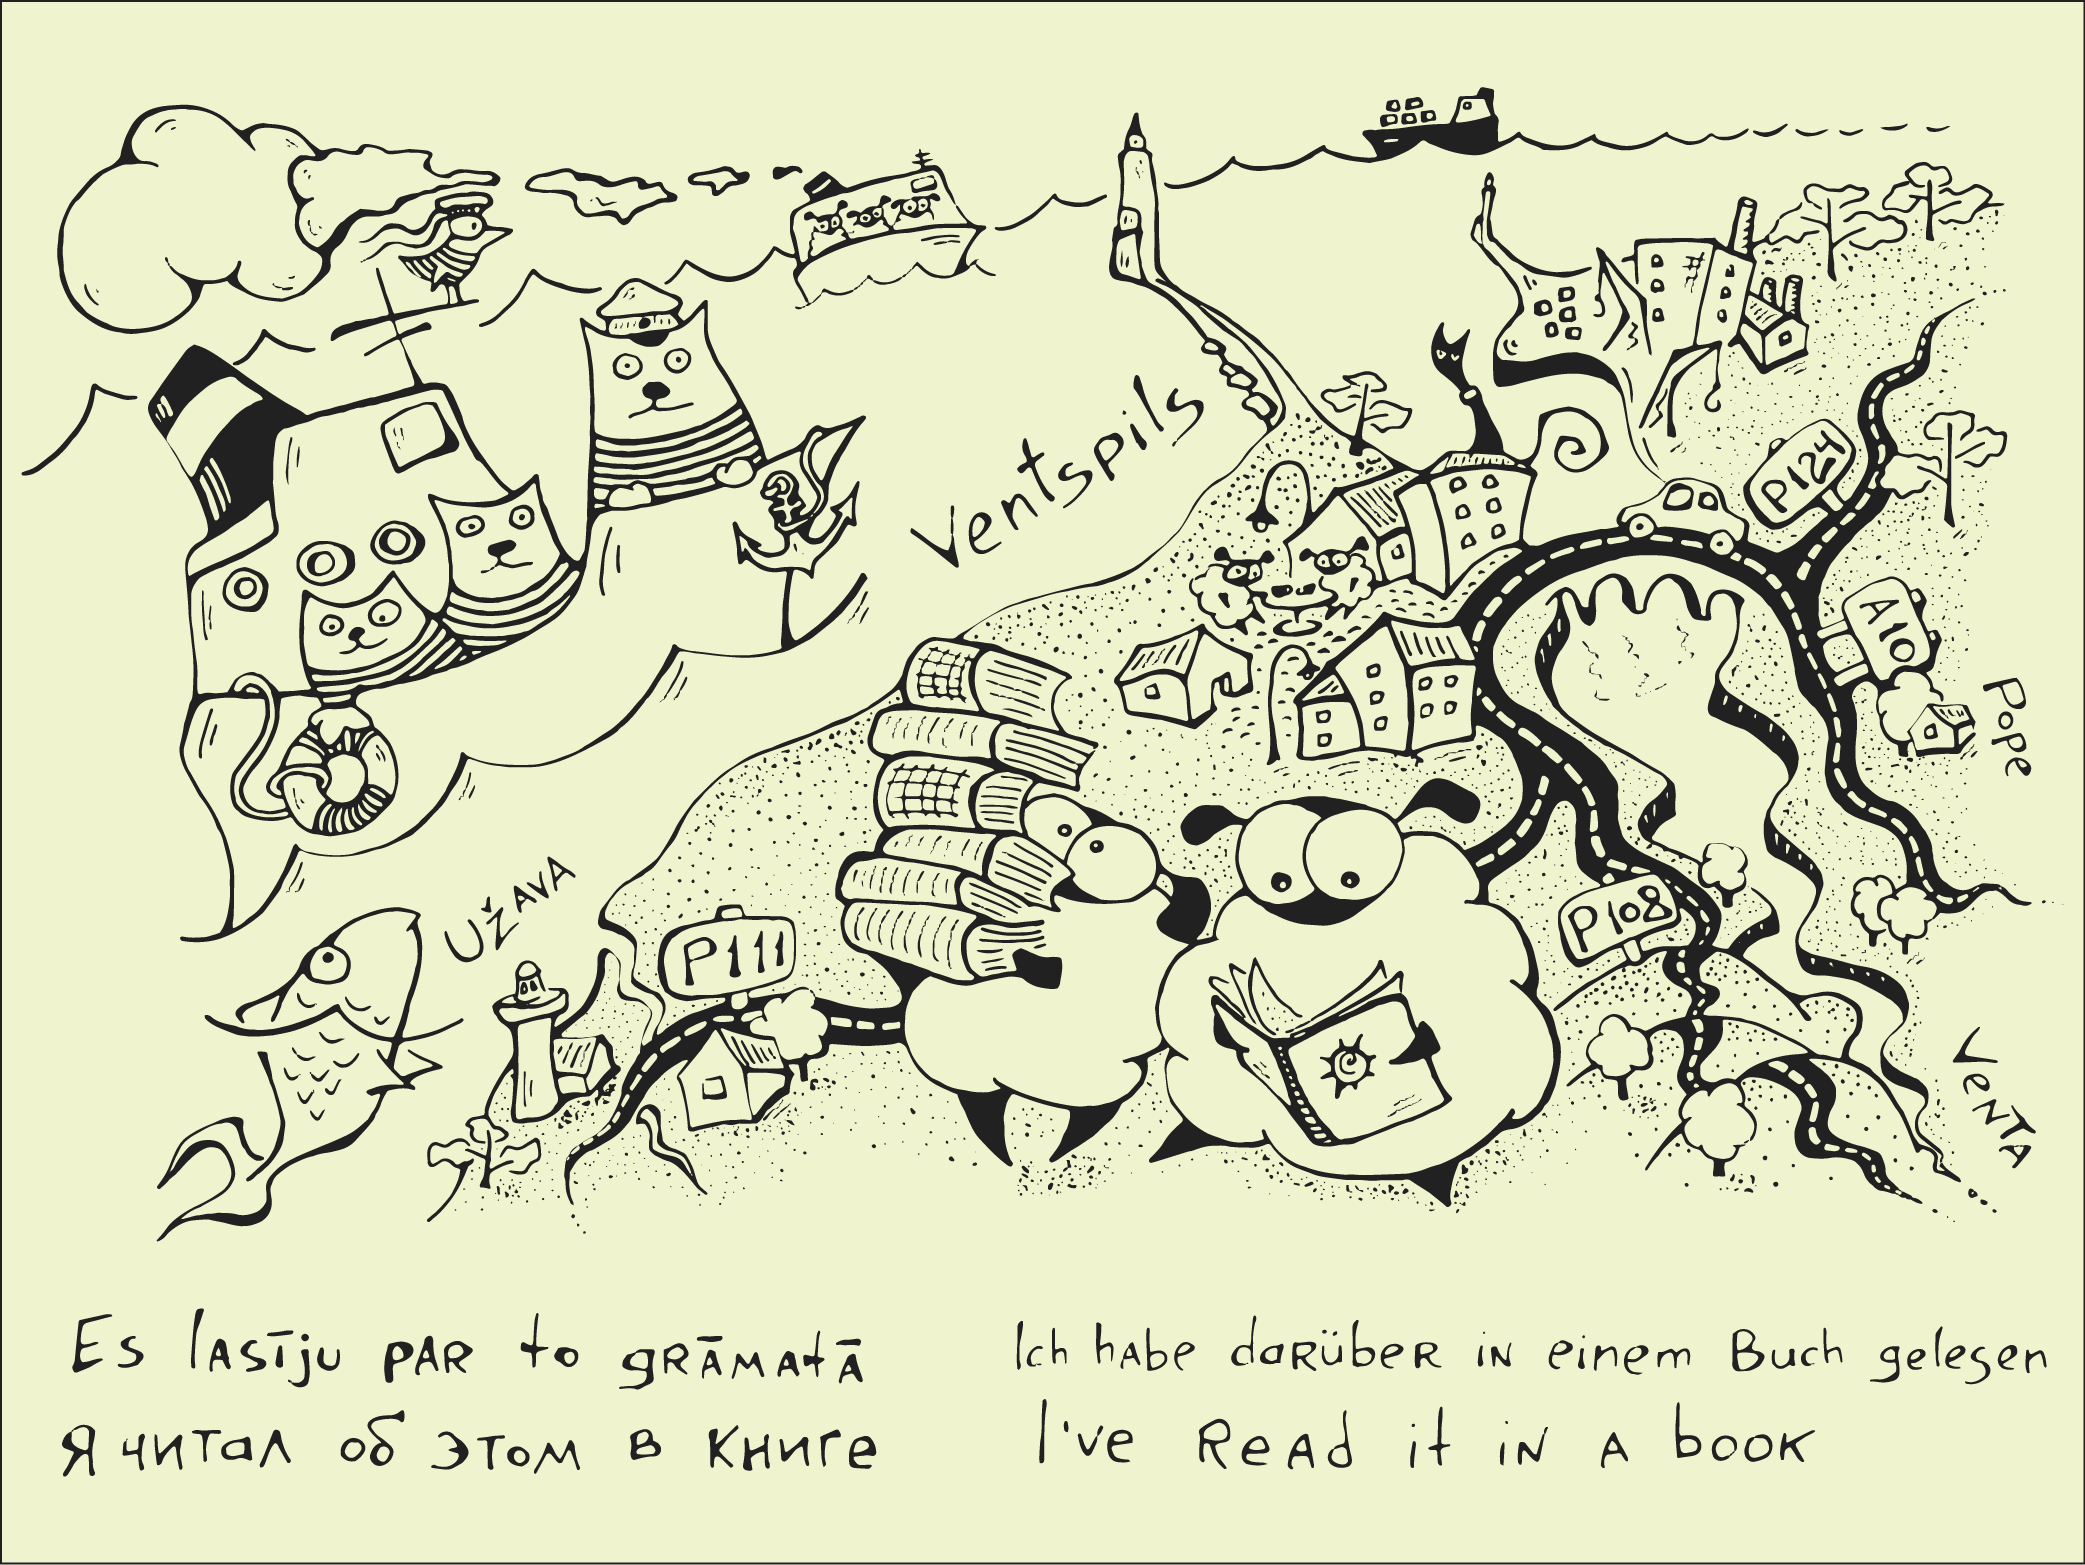 Ventspils
P124
A10
Pope
Užava
P111
P108
Venta
Es lasīju par to grāmatā
Ich habe darüber in einem Buch gelesen
Я читал об этом в книге
I've Read it in a book